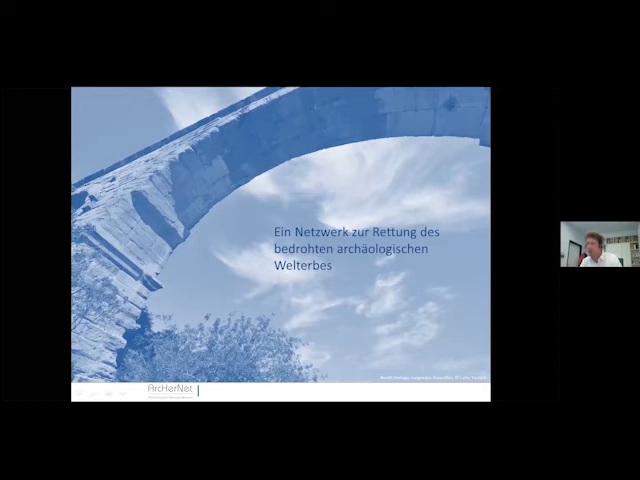 Ein Netzwerk zur Rettung des
bedrohten archäologischen
Welterbes
ArcHerNet